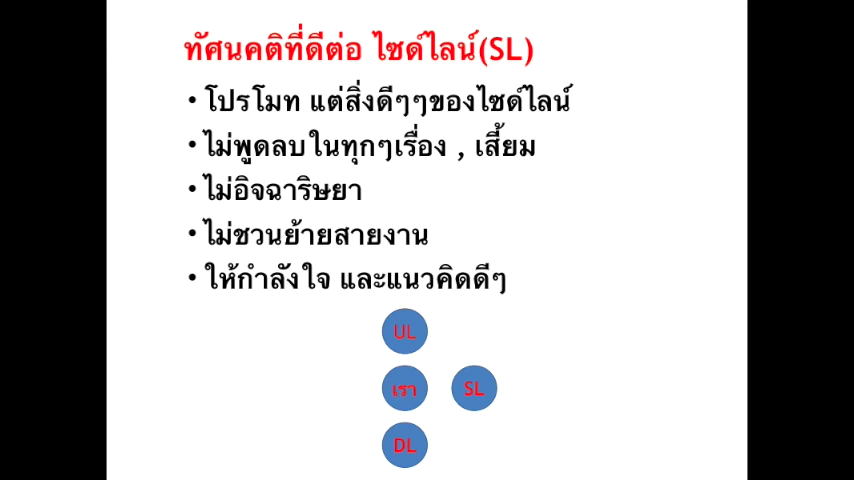 ทัศนคติที่ดีต่อ ไซด์ไลน์(SL)
• โปรโมท แต่สิ่งดีๆๆของไซด์ไลน์
• ไม่พูดลบในทุกๆเรื่อง , เสี้ยม
• ไม่อิจฉาริษยา
• ไม่ชวนย้ายสายงาน
• ให้กำลังใจ และแนวคิดดีๆ
UL
เรา SL
DL